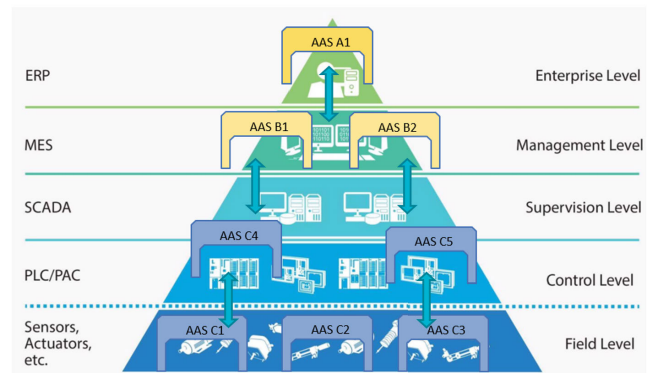 AAS A1
ERP
Enterprise Level
AAS B1
AAS B2
MES
Management Level
SCADA
Supervision Level
AAS C4
AAS C5
PLC/PAC
Control Level
Sensors,
Actuators,
etc.
AAS C1
AAS C2
AAS C3
Field Level